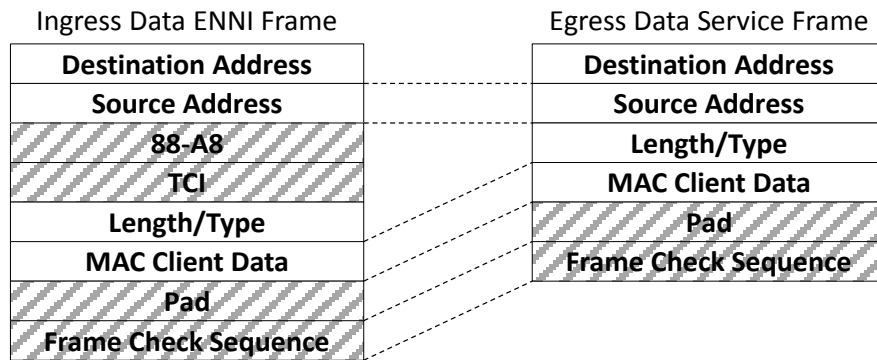 Ingress Data ENNI Frame
Destination Address
Source Address
88-A8
TCI
Length/Type
MAC Client Data
Pad
Frame Check Sequence
Egress Data Service Frame
Destination Address
Source Address
Length/Type
MAC Client Data
Pad
Frame Check Sequence